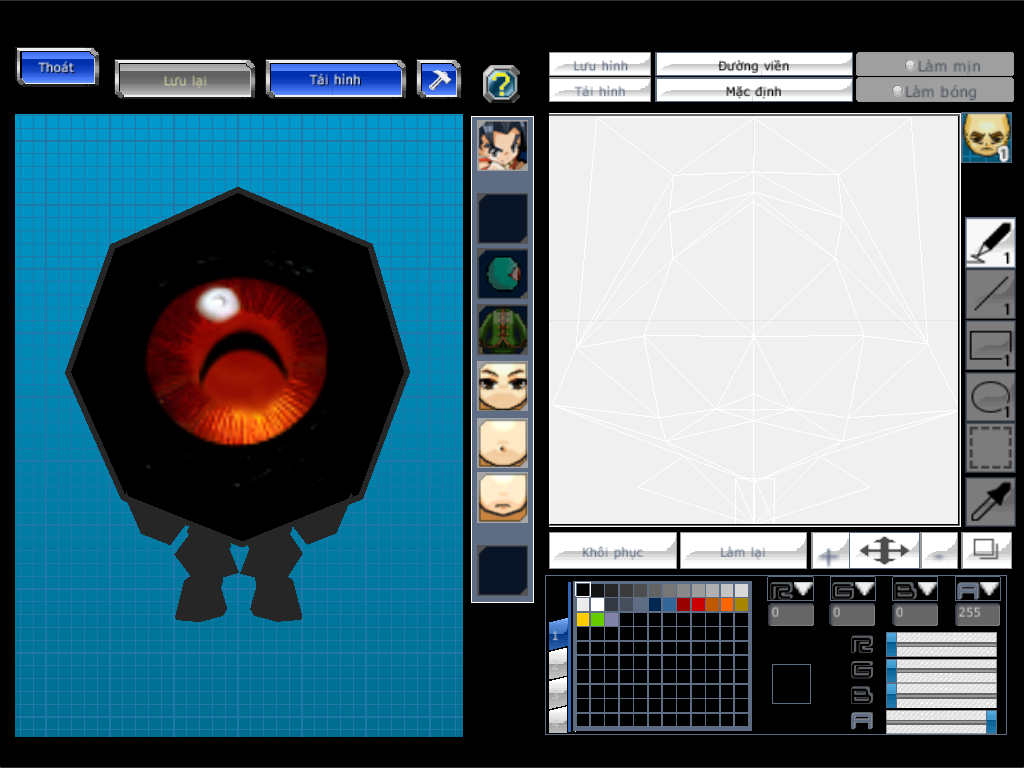 Thoát
Lưu lại
Tải hình
?
Lưu hình
Đường viền
Làm mịn
Tải hình
Mặc định
Làm bóng
1
1
1
1
1
Khôi phục
Làm lại
+
-
R
G
B
A
0
0
0
255
1
R
G
B
A